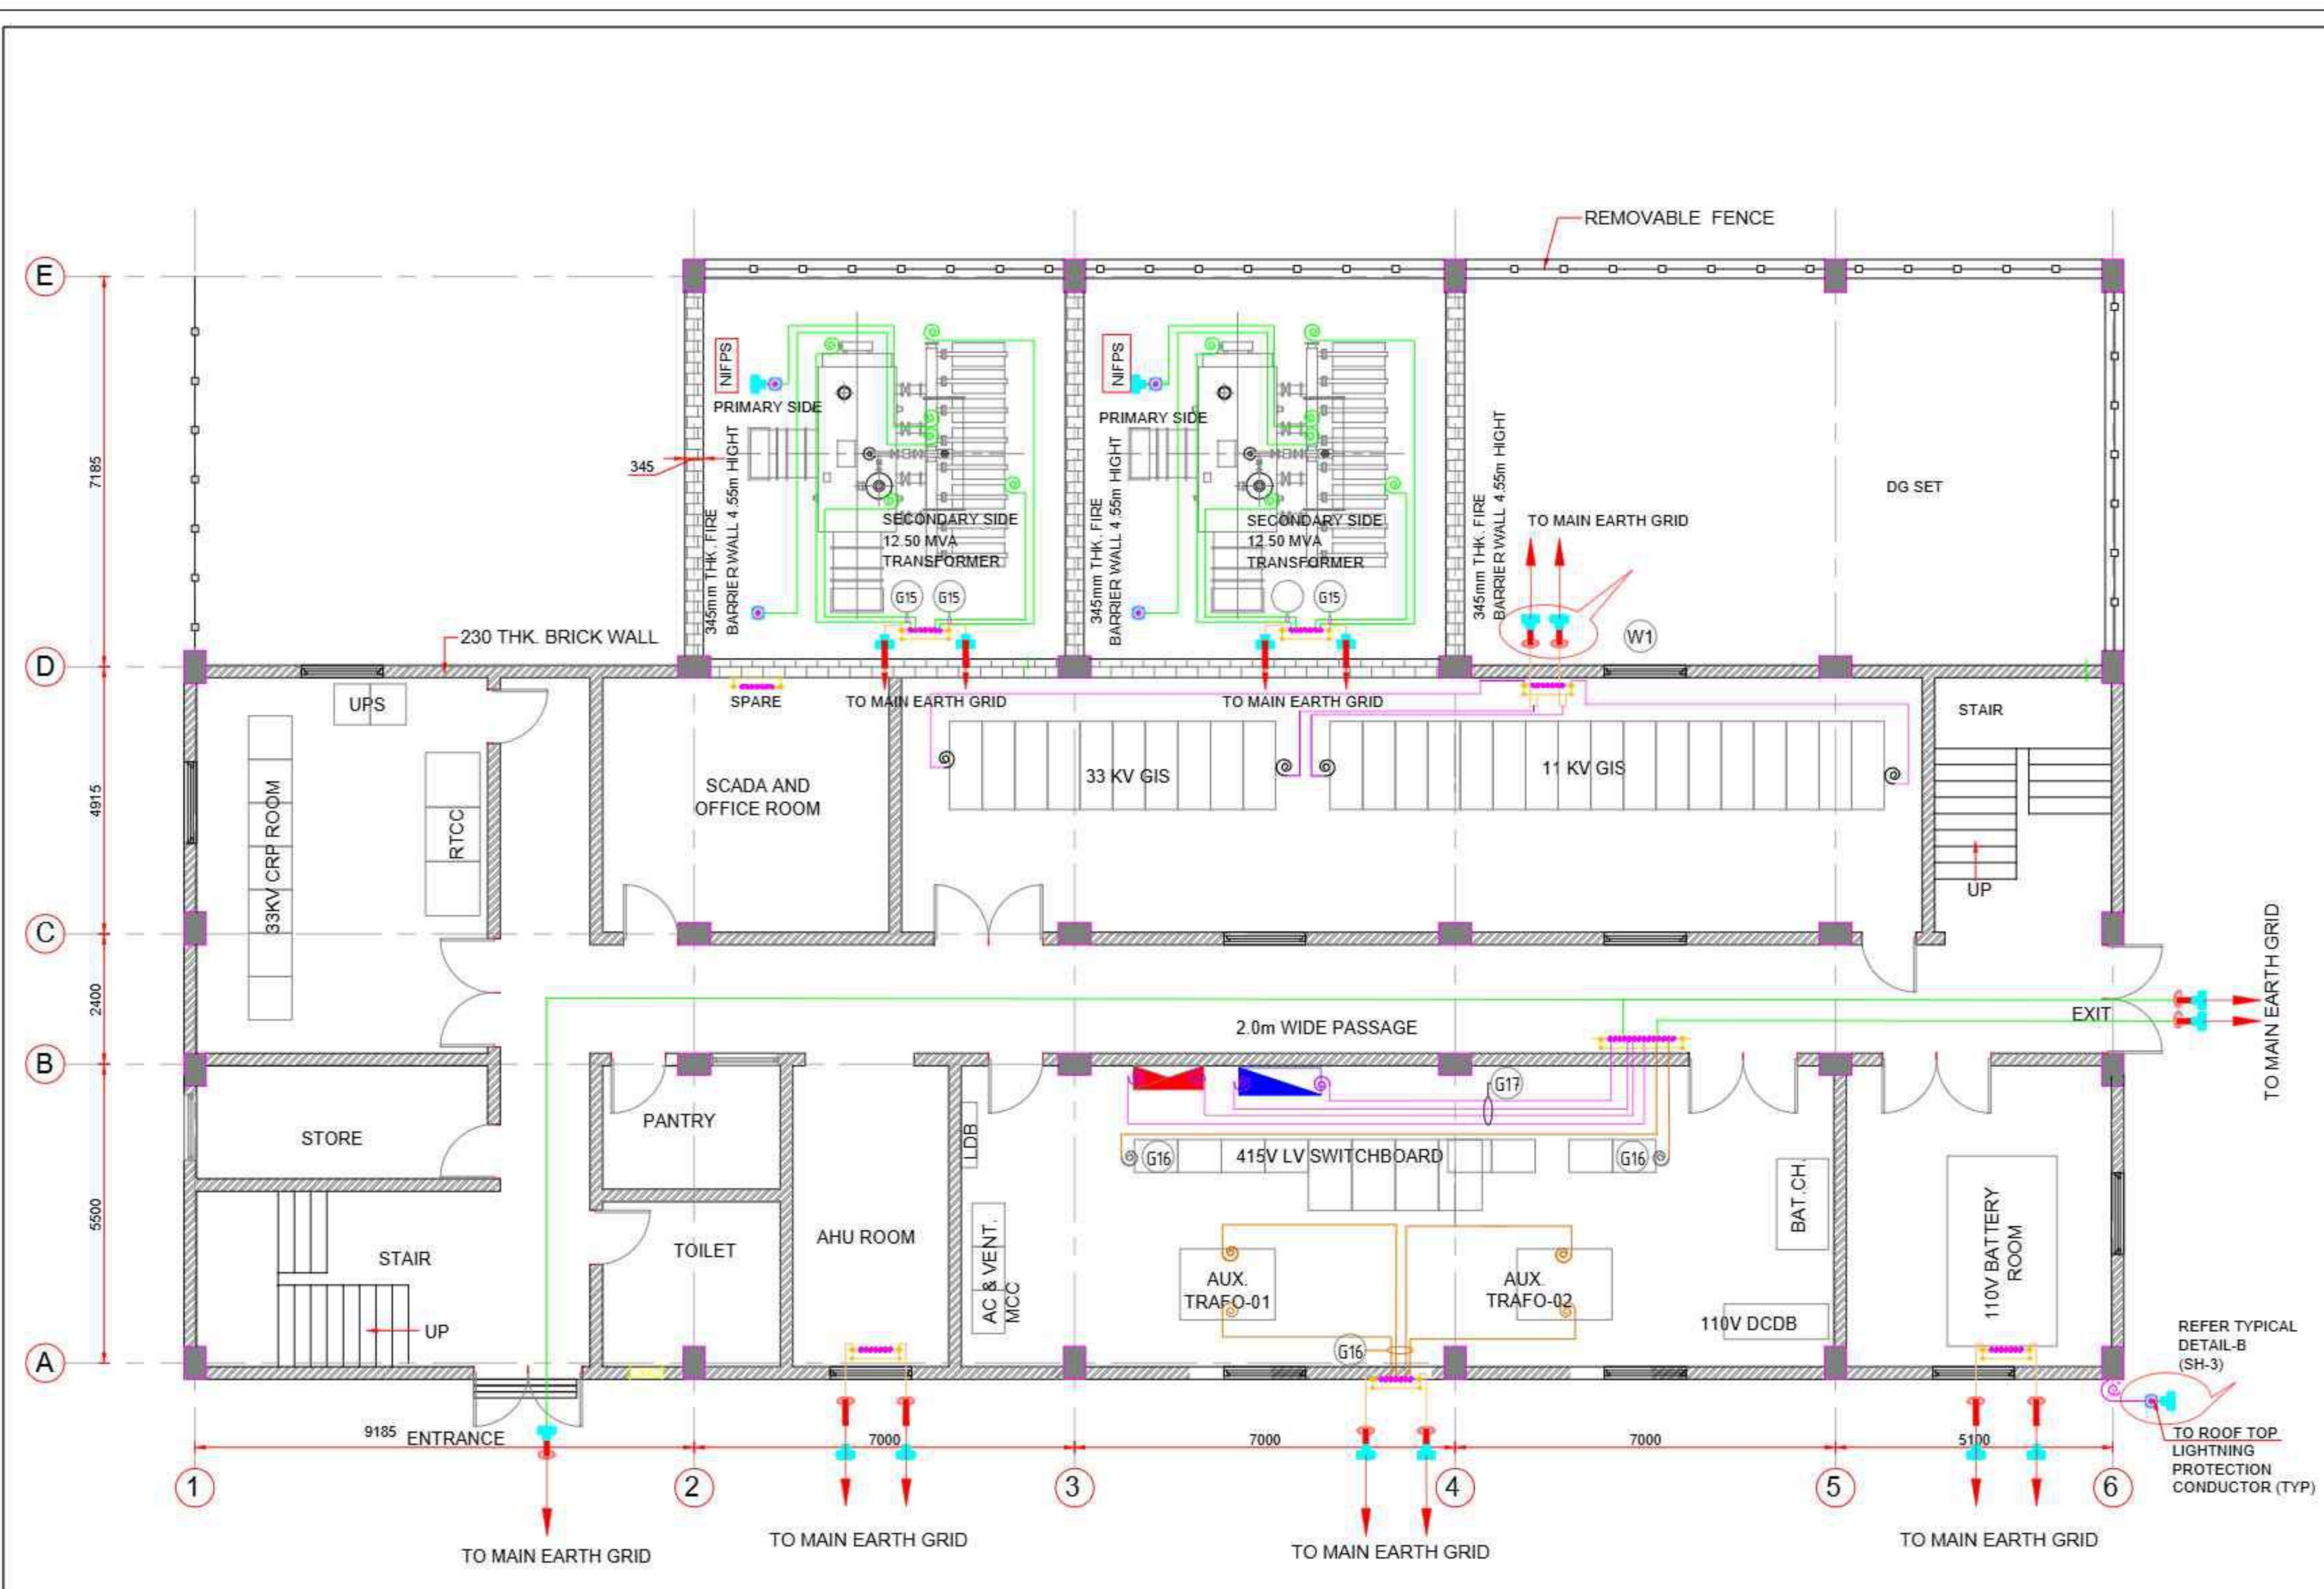 REMOVABLE FENCE
E
NIFPS
PRIMARY SIDE
345mm THK. FIRE
BARRIER WALL 4.55m HIGHT
SECONDARY SIDE
12.50 MVA
TRANSFORMER
G15
G15
NIFPS
PRIMARY SIDE
345mm THK. FIRE
BARRIER WALL 4.55m HIGHT
SECONDARY SIDE
12.50 MVA
TRANSFORMER
G15
345mm THK. FIRE
BARRIER WALL 4.55m HIGHT
345
7185
DG SET
TO MAIN EARTH GRID
W1
230 THK. BRICK WALL
D
UPS
SPARE
TO MAIN EARTH GRID
TO MAIN EARTH GRID
STAIR
33KV CRP ROOM
RTCC
SCADA AND
OFFICE ROOM
33 KV GIS
11 KV GIS
4915
UP
C
2400
2.0m WIDE PASSAGE
EXIT
TO MAIN EARTH GRID
B
STORE
PANTRY
LDB
G17
G16
415V LV SWITCHBOARD
G16
BAT.CH.
5500
STAIR
TOILET
AHU ROOM
AC & VENT.
MCC
AUX.
TRAFO-01
AUX.
TRAFO-02
110V DCDB
110V BATTERY
ROOM
UP
G16
A
REFER TYPICAL
DETAIL-B
(SH-3)
9185
ENTRANCE
7000
7000
7000
5100
TO ROOF TOP
LIGHTNING
PROTECTION
CONDUCTOR (TYP)
1
2
3
4
5
6
TO MAIN EARTH GRID
TO MAIN EARTH GRID
TO MAIN EARTH GRID
TO MAIN EARTH GRID